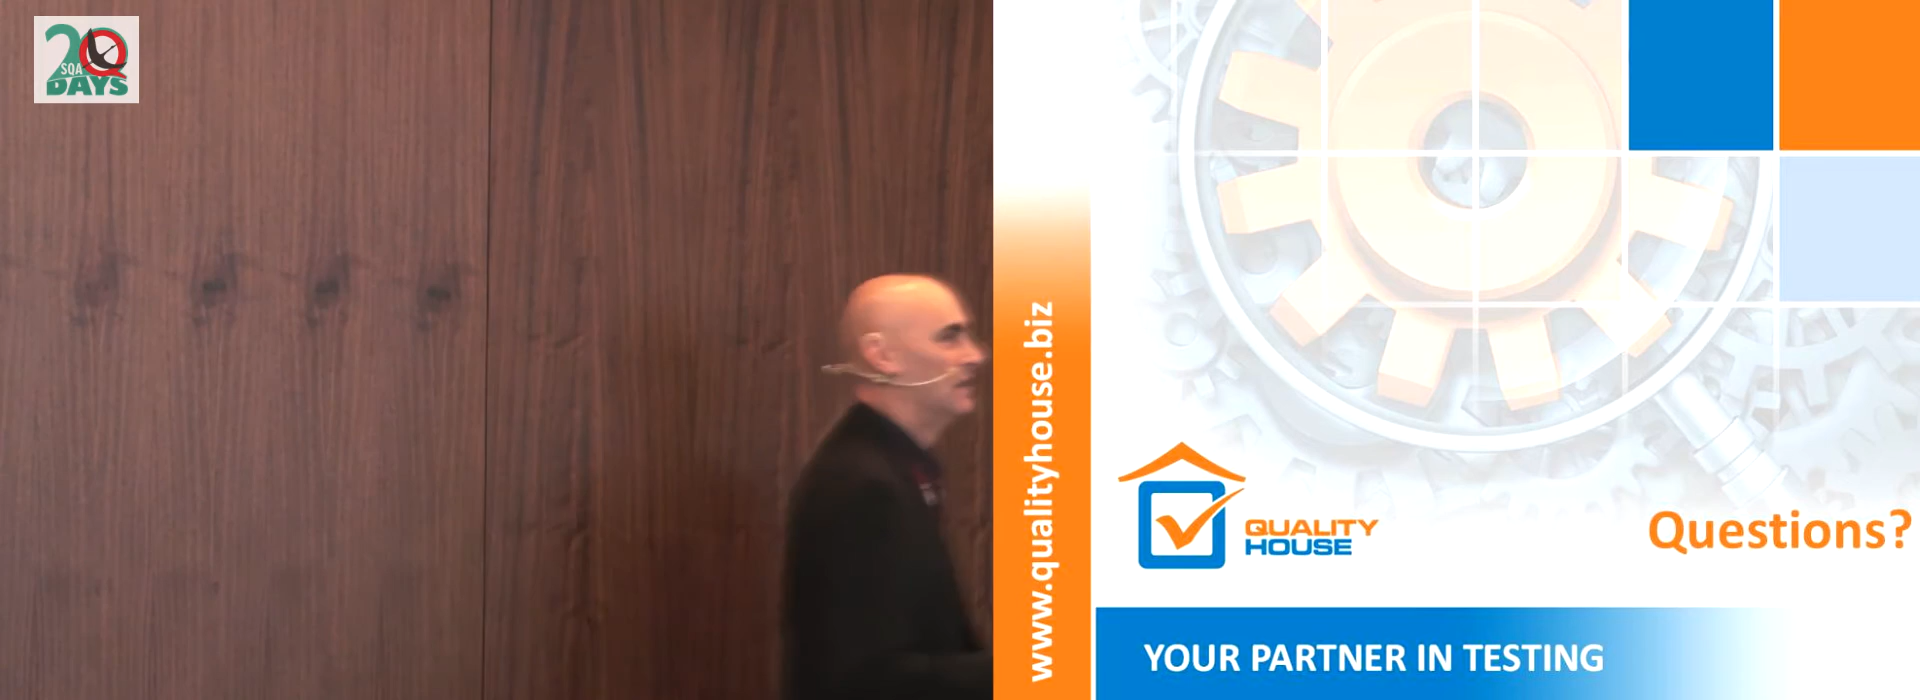 20
SQA
DAYS
www.qualityhouse.biz
QUALITY
HOUSE
Questions?
YOUR PARTNER IN TESTING